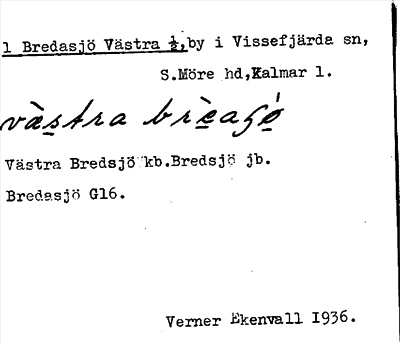 1 Bredasjö Västra ½, by i Vissefjärda sn,
S.Möre hd, Kalmar l.
västra
Västra Bredsjö kb. Bredsjö jb.
Bredasjö G16.
Verner Ekenvall 1936.